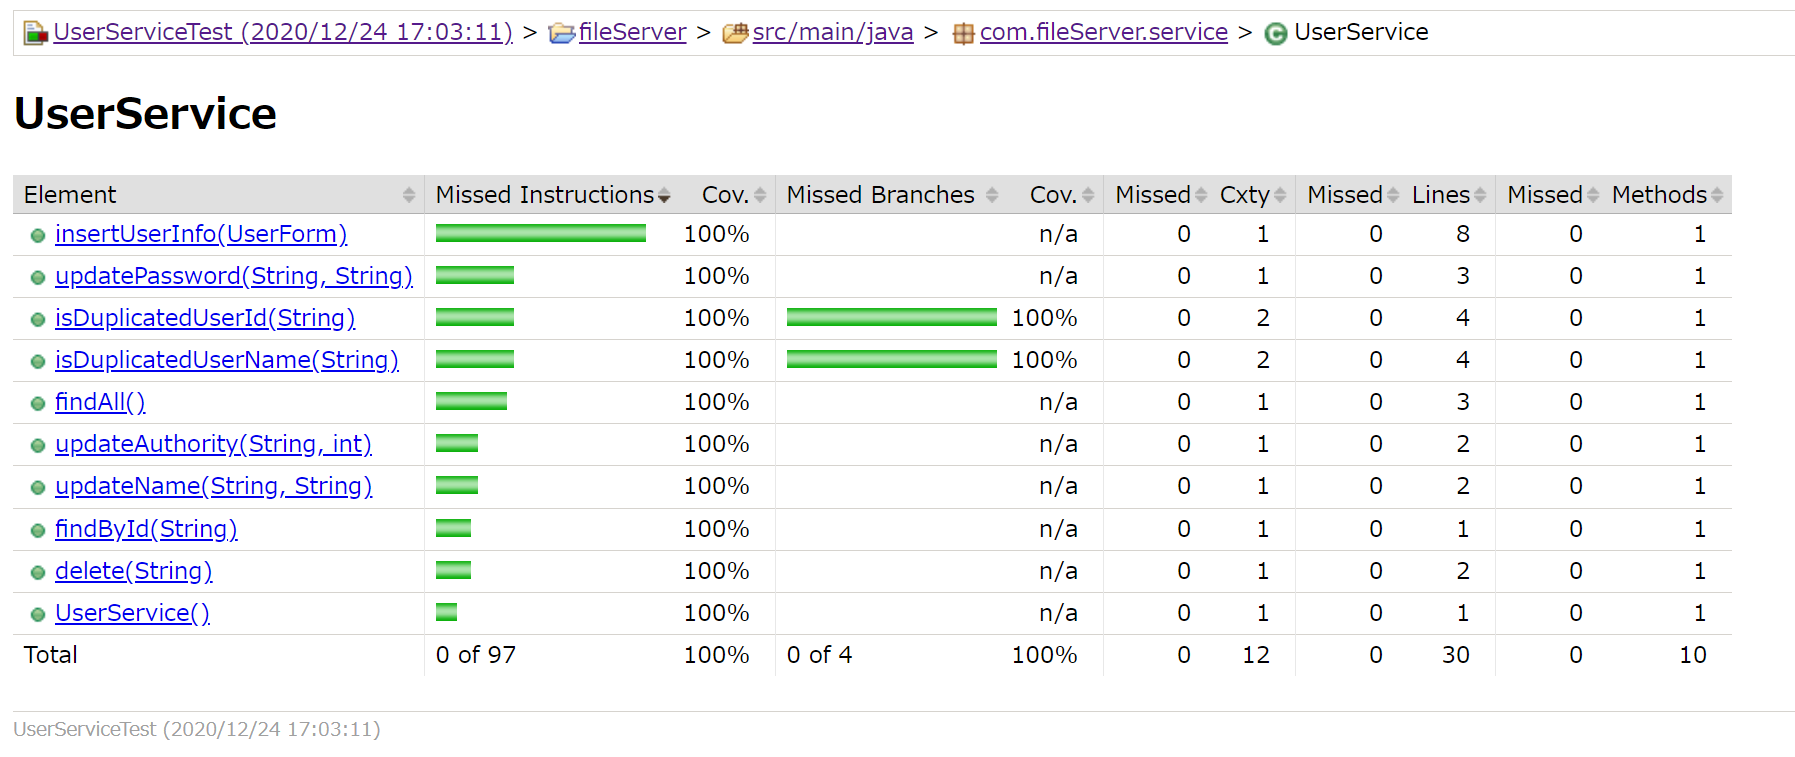 UserServiceTest (2020/12/24 17:03:11) > fileServer > src/main/java > com.fileServer.service > UserService
UserService
Element Missed Instructions Cov. Missed Branches Cov. Missed Cxty Missed Lines Missed Methods
insertUserInfo(UserForm) 100% n/a 0 1 0 8 0 1
updatePassword(String, String) 100% n/a 0 1 0 3 0 1
isDuplicatedUserId(String) 100% 100% 0 2 0 4 0 1
isDuplicatedUserName(String) 100% 100% 0 2 0 4 0 1
findAll() 100% n/a 0 1 0 3 0 1
updateAuthority(String, int) 100% n/a 0 1 0 2 0 1
updateName(String, String) 100% n/a 0 1 0 2 0 1
findById(String) 100% n/a 0 1 0 1 0 1
delete(String) 100% n/a 0 1 0 2 0 1
UserService() 100% n/a 0 1 0 1 0 1
Total 0 of 97 100% 0 of 4 100% 0 12 0 30 0 10
UserServiceTest (2020/12/24 17:03:11)